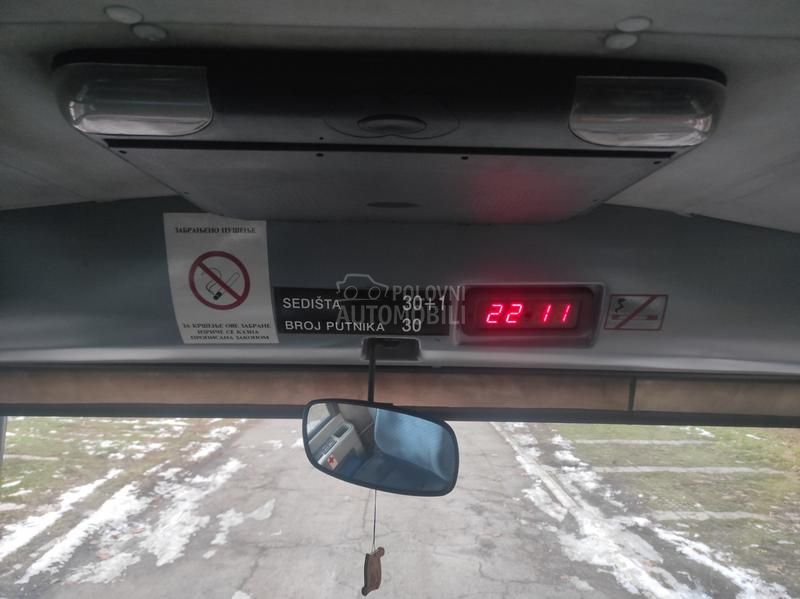 ЗАБРАЊЕНО ПУШЕЊЕ
ЗА КРШЕЊЕ ОВЕ ЗАБРАНЕ
ИЗРИЧЕ СЕ КАЗНА
ПРОПИСАНА ЗАКОНОМ
SEDIŠTA 30+1
BROJ PUTNIKA 30
POLOVNI
AUTOMOBILI
22 11